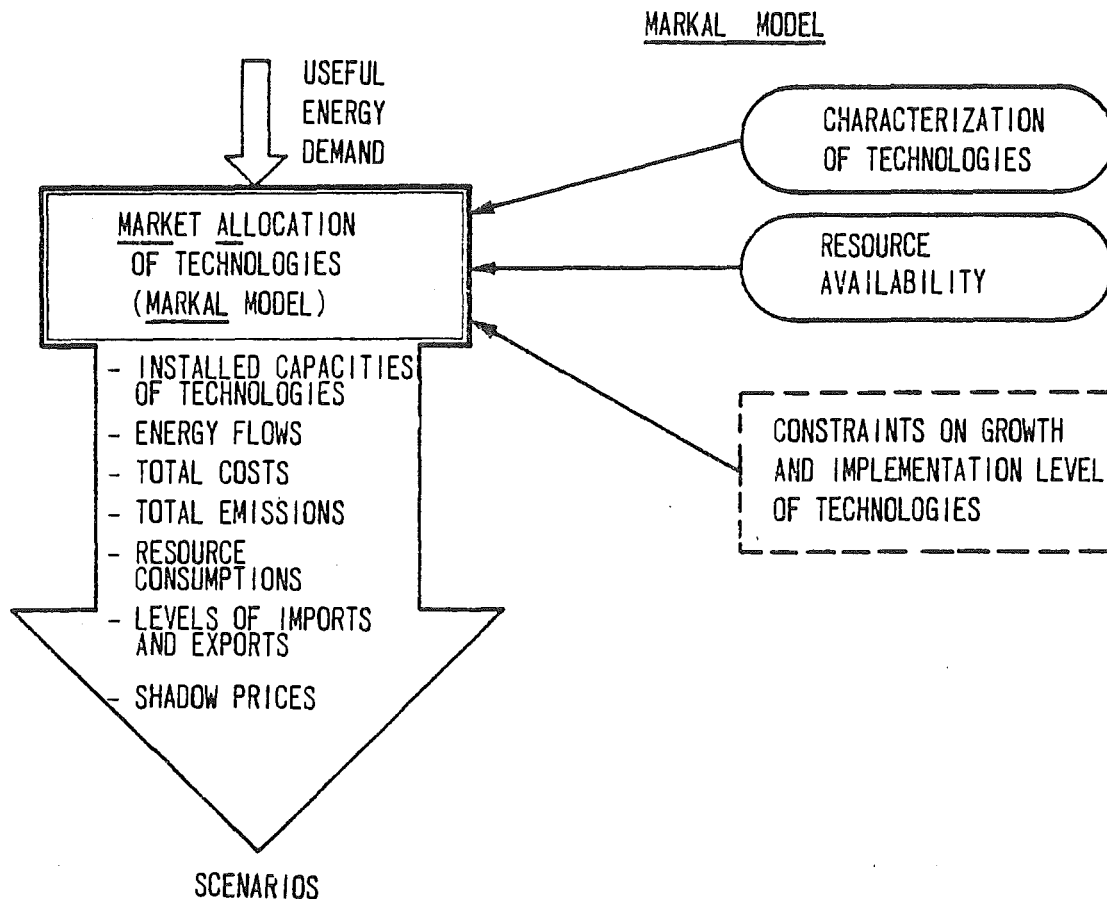 MARKAL MODEL
USEFUL
ENERGY
DEMAND
MARKET ALLOCATION
OF TECHNOLOGIES
(MARKAL MODEL)
- INSTALLED CAPACITIES
OF TECHNOLOGIES
- ENERGY FLOWS
- TOTAL COSTS
- TOTAL EMISSIONS
- RESOURCE
CONSUMPTIONS
- LEVELS OF IMPORTS
AND EXPORTS
- SHADOW PRICES
SCENARIOS
CHARACTERIZATION
OF TECHNOLOGIES
RESOURCE
AVAILABILITY
CONSTRAINTS ON GROWTH
AND IMPLEMENTATION LEVEL
OF TECHNOLOGIES